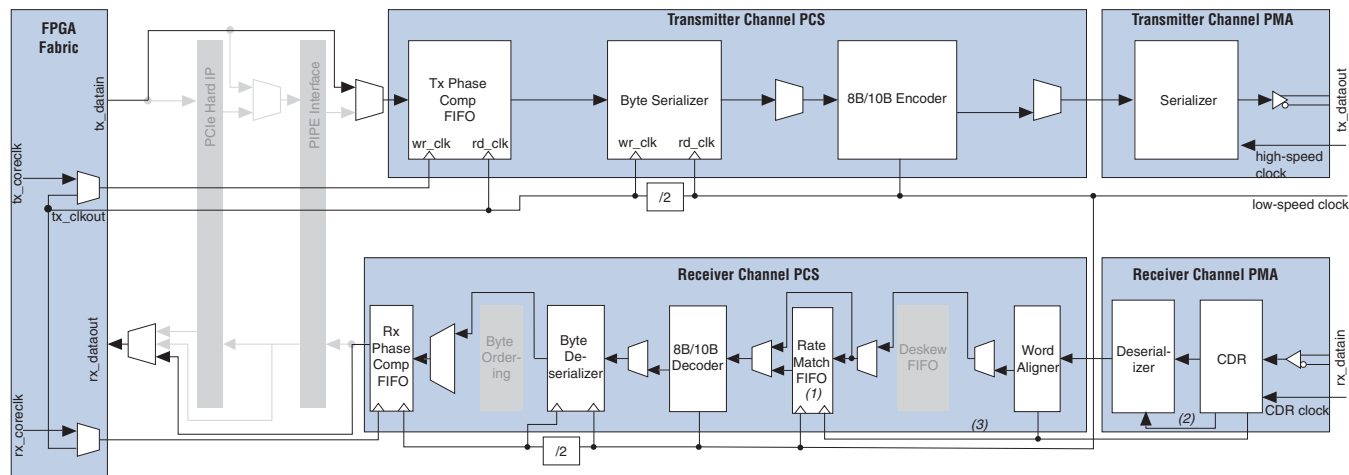 FPGA
Fabric
tx_datain
tx_coreclk
tx_clkout
rx_dataout
rx_coreclk
PCIe Hard IP
PIPE Interface
Transmitter Channel PCS
Tx Phase
Comp
FIFO
wr_clk
rd_clk
Byte Serializer
wr_clk
rd_clk
8B/10B Encoder
/2
Transmitter Channel PMA
Serializer
tx_dataout
high-speed
clock
low-speed clock
Receiver Channel PCS
Rx
Phase
Comp
FIFO
Byte
Order-
ing
Byte
De-
serializer
8B/10B
Decoder
Rate
Match
FIFO
(1)
Deskew
FIFO
Word
Aligner
(3)
/2
Receiver Channel PMA
Deserial-
izer
CDR
(2)
rx_datain
CDR clock